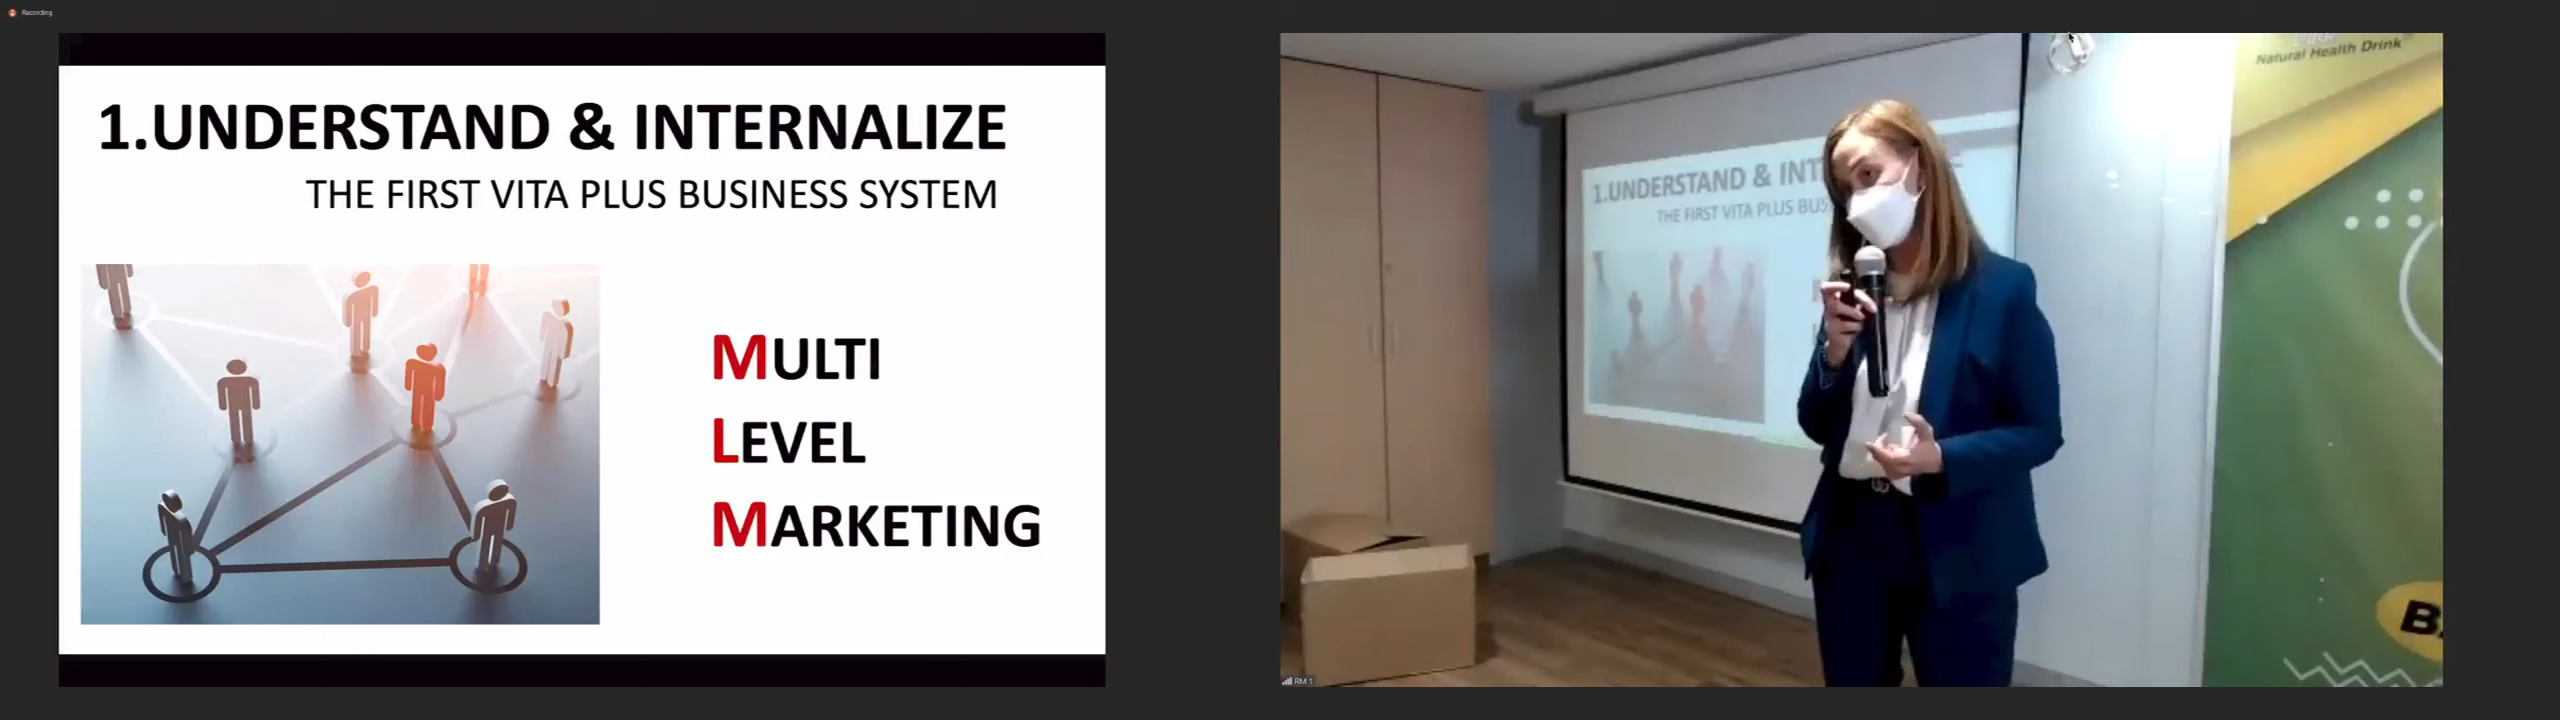 Recording
1.UNDERSTAND & INTERNALIZE
THE FIRST VITA PLUS BUSINESS SYSTEM
MULTI
LEVEL
MARKETING
1.UNDERSTAND & INT
THE FIRST VITA PLUS BUS
Natural Health Drink®
B
RM 1